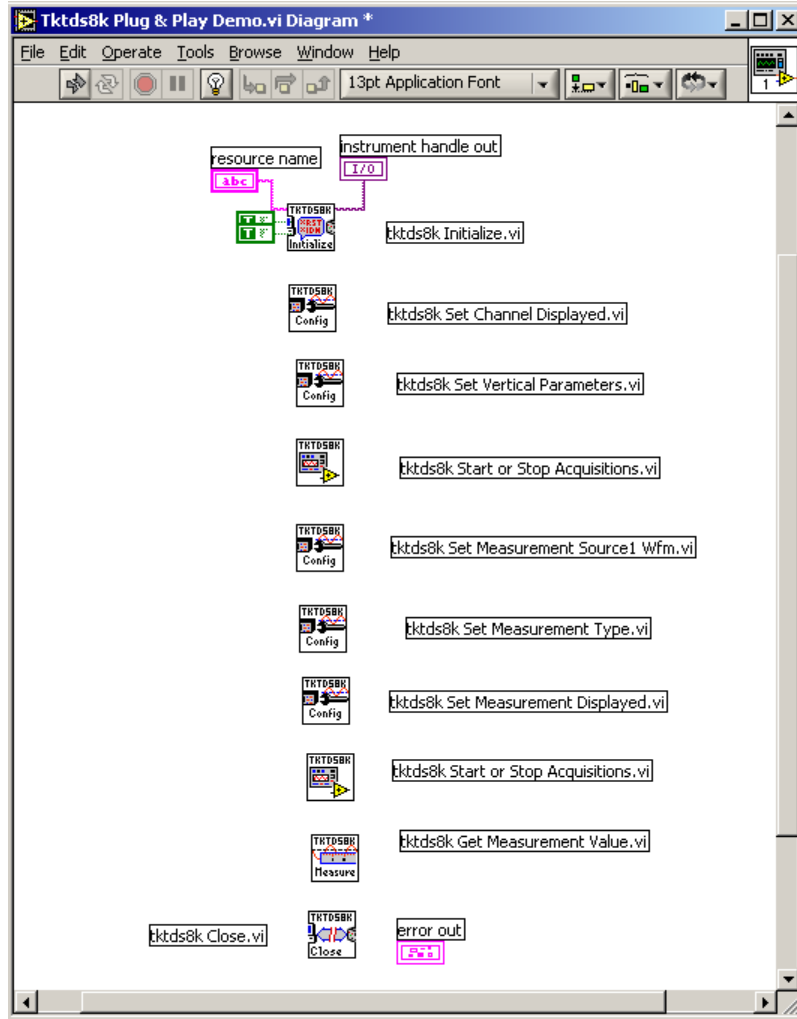 Tktds8k Plug & Play Demo.vi Diagram *
File Edit Operate Tools Browse Window Help
13pt Application Font
1
instrument handle out
resource name
I/O
abc
TKTDS8K
T
T
*RST
*IDN
Initialize
tktds8k Initialize.vi
TKTDS8K
Config
tktds8k Set Channel Displayed.vi
TKTDS8K
Config
tktds8k Set Vertical Parameters.vi
TKTDS8K
tktds8k Start or Stop Acquisitions.vi
TKTDS8K
Config
tktds8k Set Measurement Source1 Wfm.vi
TKTDS8K
Config
tktds8k Set Measurement Type.vi
TKTDS8K
Config
tktds8k Set Measurement Displayed.vi
TKTDS8K
tktds8k Start or Stop Acquisitions.vi
TKTDS8K
Measure
tktds8k Get Measurement Value.vi
TKTDS8K
Close
tktds8k Close.vi
error out